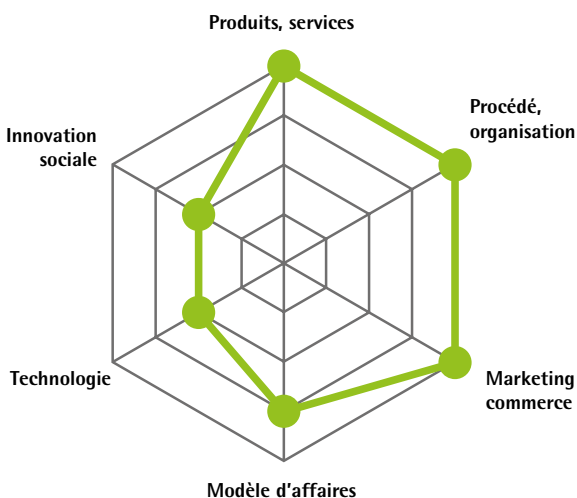 Produits, services
Procédé,
organisation
Innovation
sociale
Technologie
Marketing
commerce
Modèle d'affaires